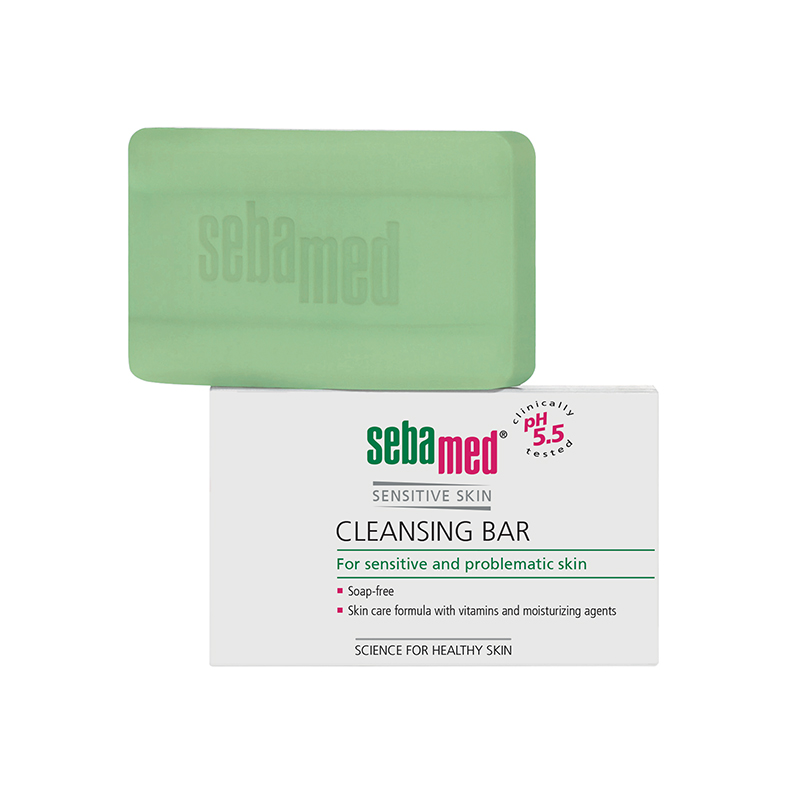 sebamed
sebamed®
clinically
pH
5.5
tested
SENSITIVE SKIN
CLEANSING BAR
For sensitive and problematic skin
Soap-free
Skin care formula with vitamins and moisturizing agents
SCIENCE FOR HEALTHY SKIN